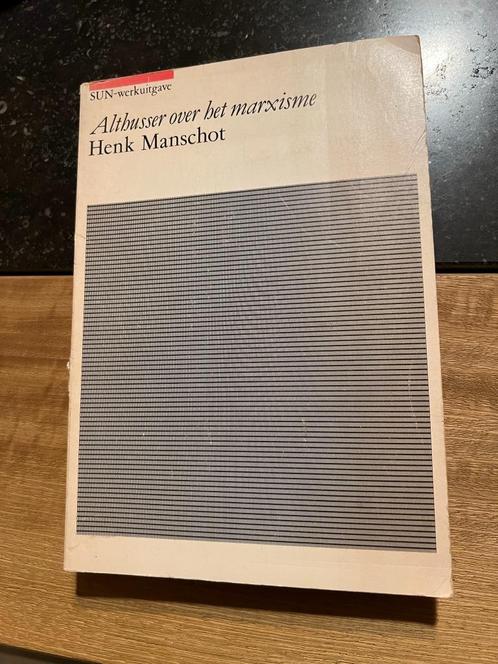 SUN-werkuitgave
Althusser over het marxisme
Henk Manschot